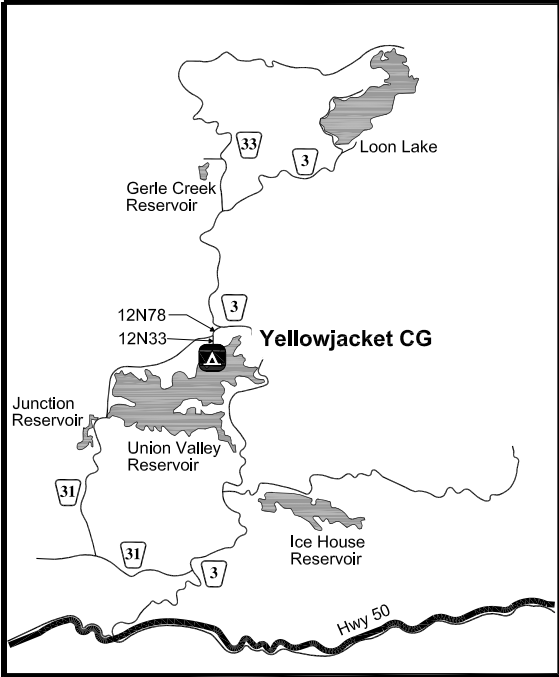 33
3
Loon Lake
Gerle Creek
Reservoir
3
12N78
12N33
Yellowjacket CG
Junction
Reservoir
Union Valley
Reservoir
31
Ice House
Reservoir
31
3
Hwy 50